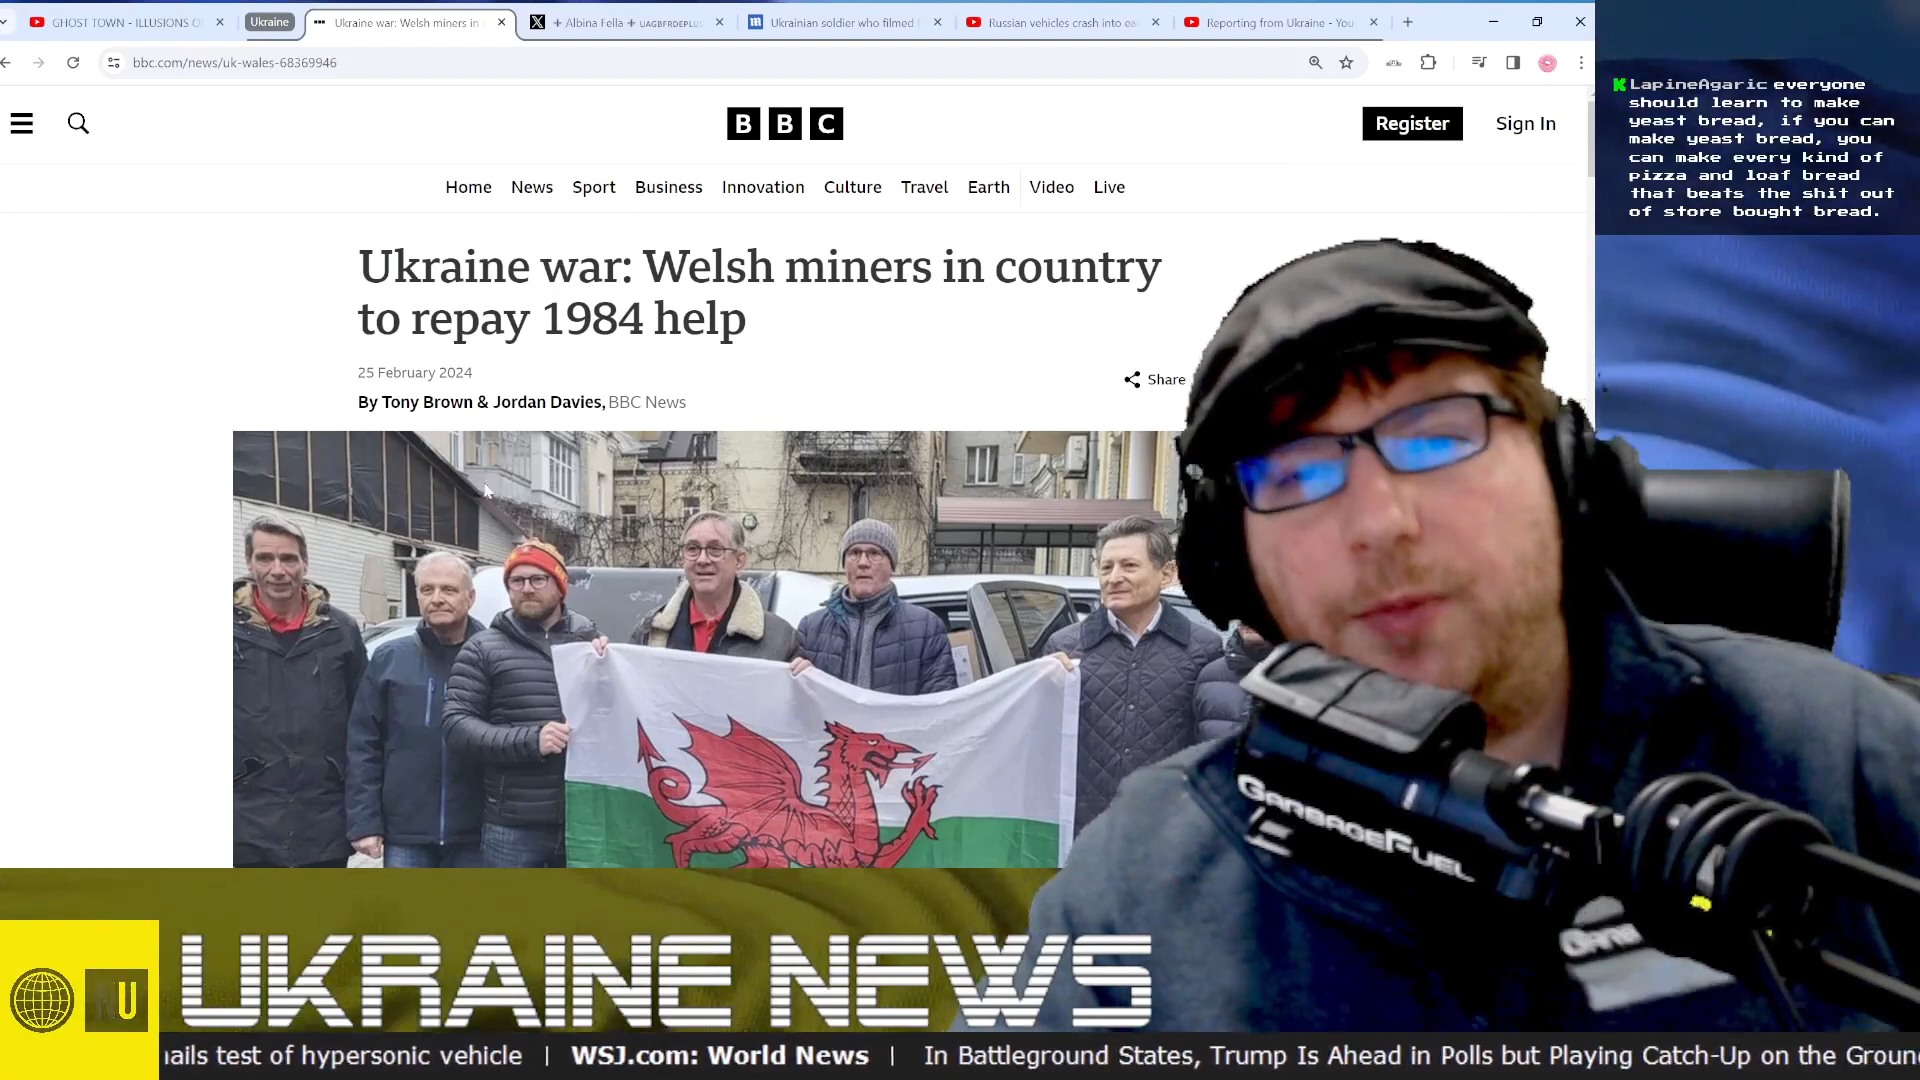 GHOST TOWN - ILLUSIONS O
Ukraine
Ukraine war: Welsh miners in
+ Albina Fella +
Ukrainian soldier who filmed
Russian vehicles crash into
Reporting from Ukraine - You
bbc.com/news/uk-wales-68369946
BBC
Register
Sign In
Home
News
Sport
Business
Innovation
Culture
Travel
Earth
Video
Live
Ukraine war: Welsh miners in country
to repay 1984 help
25 February 2024
Share
By Tony Brown & Jordan Davies, BBC News
LapineAgaric everyone
should learn to make
yeast bread, if you can
make yeast bread, you
can make every kind of
pizza and loaf bread
that beats the shit out
of store bought bread.
GARBAGEFUEL
U
UKRAINE NEWS
ails test of hypersonic vehicle | WSJ.com: World News | In Battleground States, Trump Is Ahead in Polls but Playing Catch-Up on the Groun